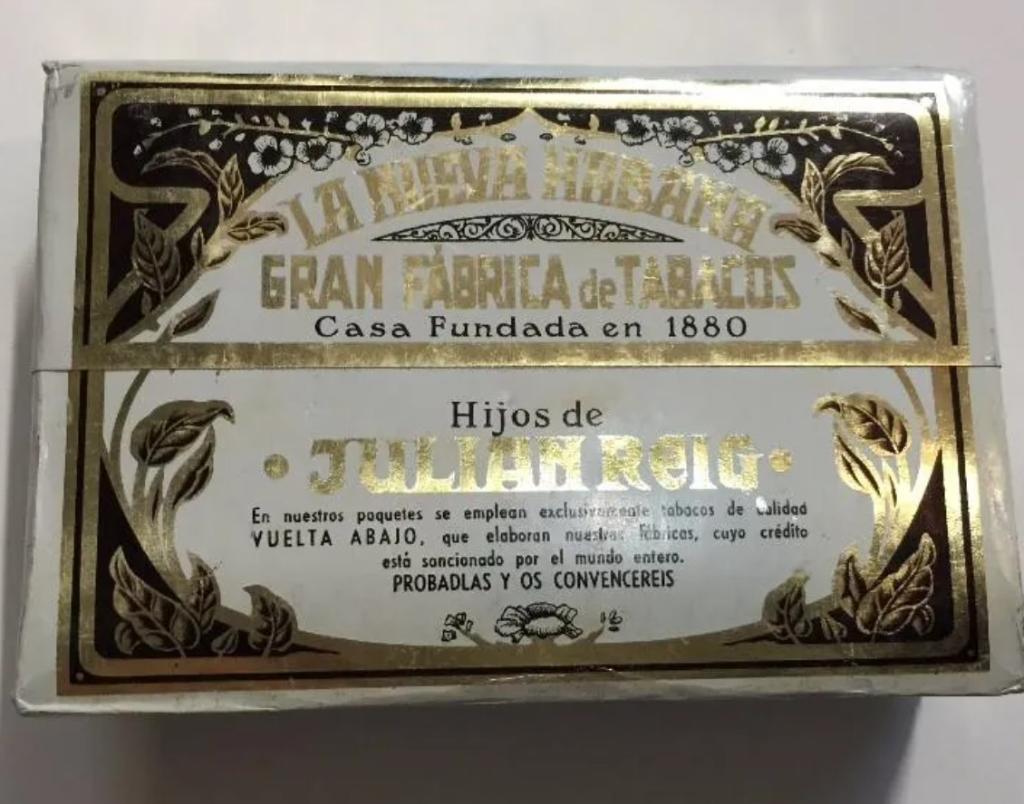 LA NUEVA HABANA
GRAN FÁBRICA de TABACOS
Casa Fundada en 1880
Hijos de
JULIAN REIG
En nuestros paquetes se emplean exclusivamente tabacos de calidad
VUELTA ABAJO, que elaboran nuestras fábricas, cuyo crédito
está sancionado por el mundo entero.
PROBADLAS Y OS CONVENCEREIS